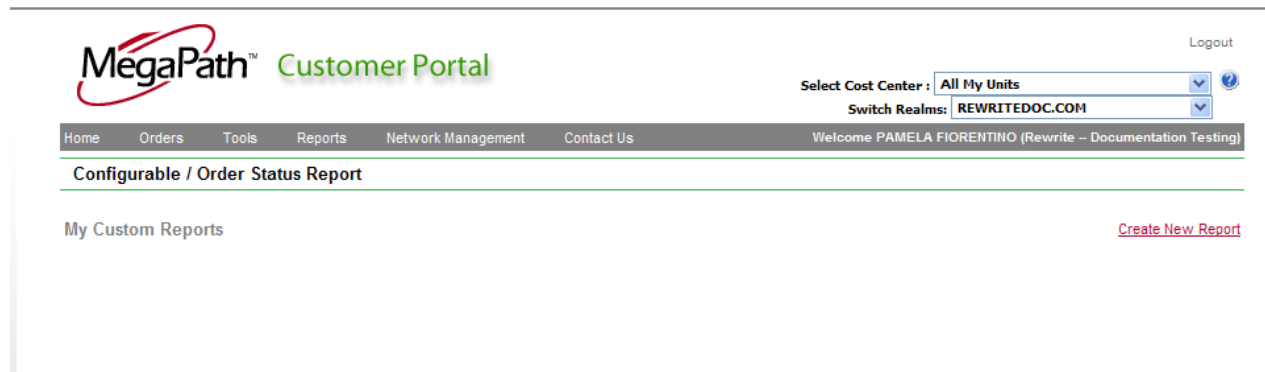 Logout
MegaPath™ Customer Portal
Select Cost Center : All My Units
Switch Realms: REWRITEDOC.COM
Home Orders Tools Reports Network Management Contact Us Welcome PAMELA FIORENTINO (Rewrite -- Documentation Testing)
Configurable / Order Status Report
My Custom Reports Create New Report